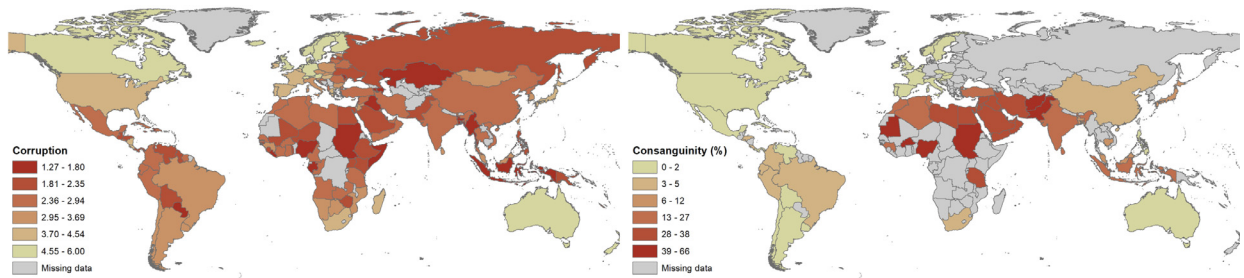 Corruption
1.27 - 1.80
1.81 - 2.35
2.36 - 2.94
2.95 - 3.69
3.70 - 4.54
4.55 - 6.00
Missing data
Consanguinity (%)
0 - 2
3 - 5
6 - 12
13 - 27
28 - 38
39 - 66
Missing data